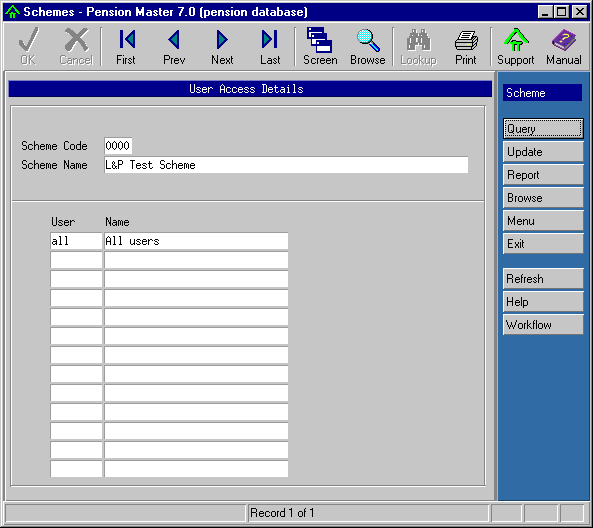 Schemes - Pension Master 7.0 (pension database)
OK Cancel First Prev Next Last Screen Browse Lookup Print Support Manual
User Access Details
Scheme
Scheme Code 0000
Scheme Name L&P Test Scheme
Query
Update
Report
Browse
Menu
Exit
Refresh
Help
Workflow
User Name
all All users
Record 1 of 1